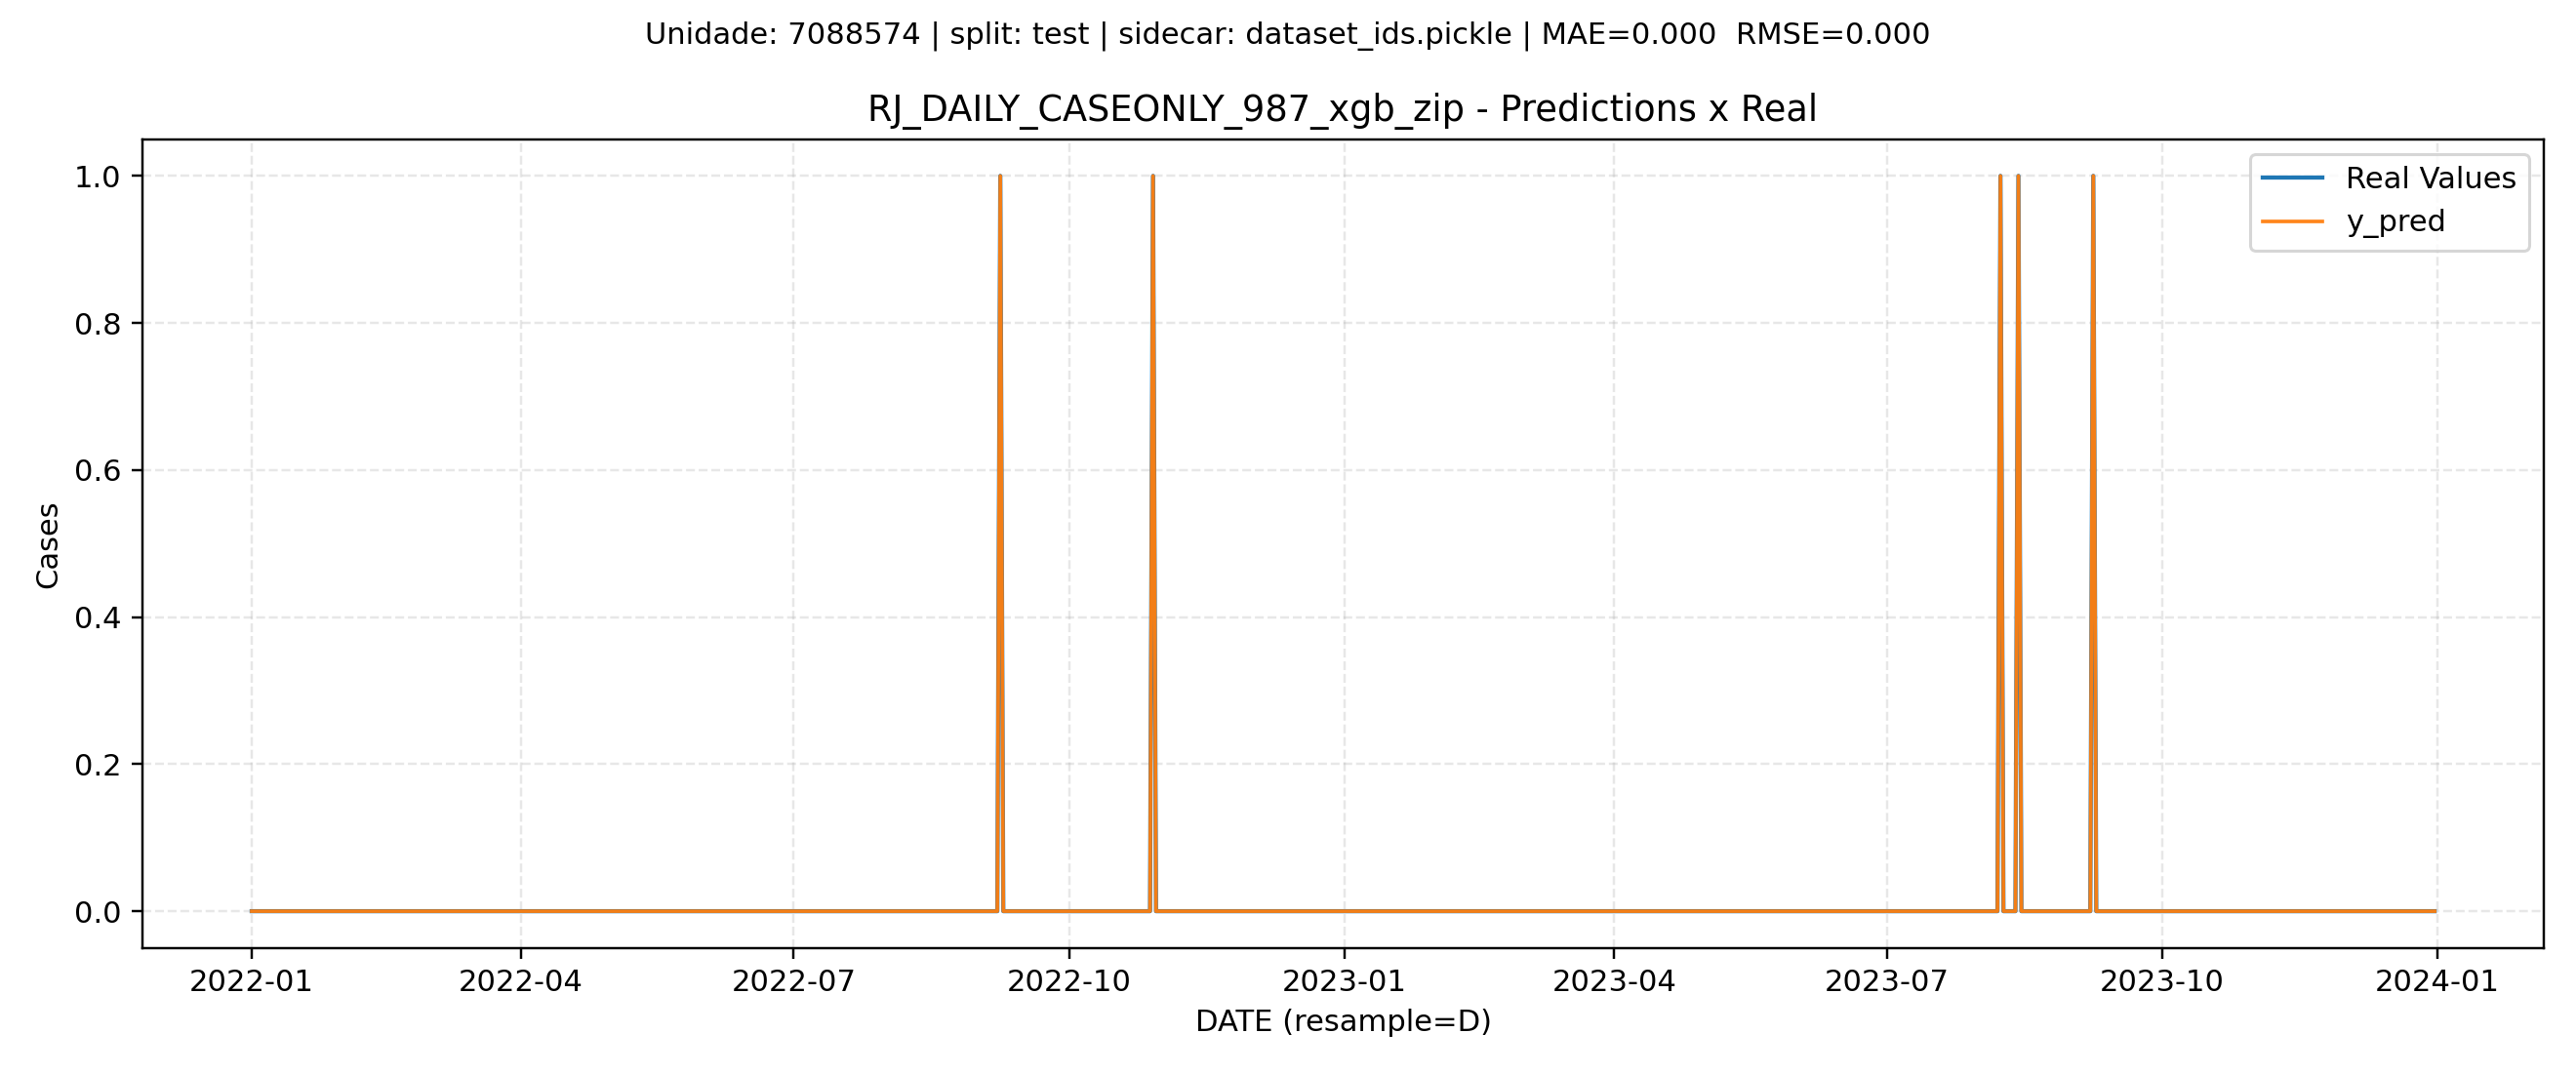 Unidade: 7088574 | split: test | sidecar: dataset_ids.pickle | MAE=0.000  RMSE=0.000
RJ_DAILY_CASEONLY_987_xgb_zip - Predictions x Real
Real Values
y_pred
1.0
0.8
0.6
0.4
0.2
0.0
Cases
2022-01
2022-04
2022-07
2022-10
2023-01
2023-04
2023-07
2023-10
2024-01
DATE (resample=D)